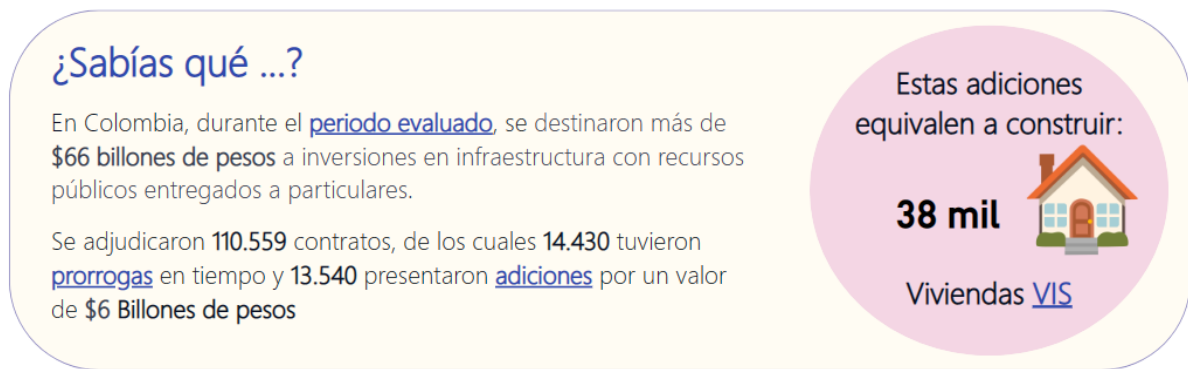 ¿Sabías qué ...?
En Colombia, durante el periodo evaluado, se destinaron más de
$66 billones de pesos a inversiones en infraestructura con recursos
públicos entregados a particulares.
Se adjudicaron 110.559 contratos, de los cuales 14.430 tuvieron
prorrogas en tiempo y 13.540 presentaron adiciones por un valor
de $6 Billones de pesos
Estas adiciones
equivalen a construir:
38 mil
Viviendas VIS